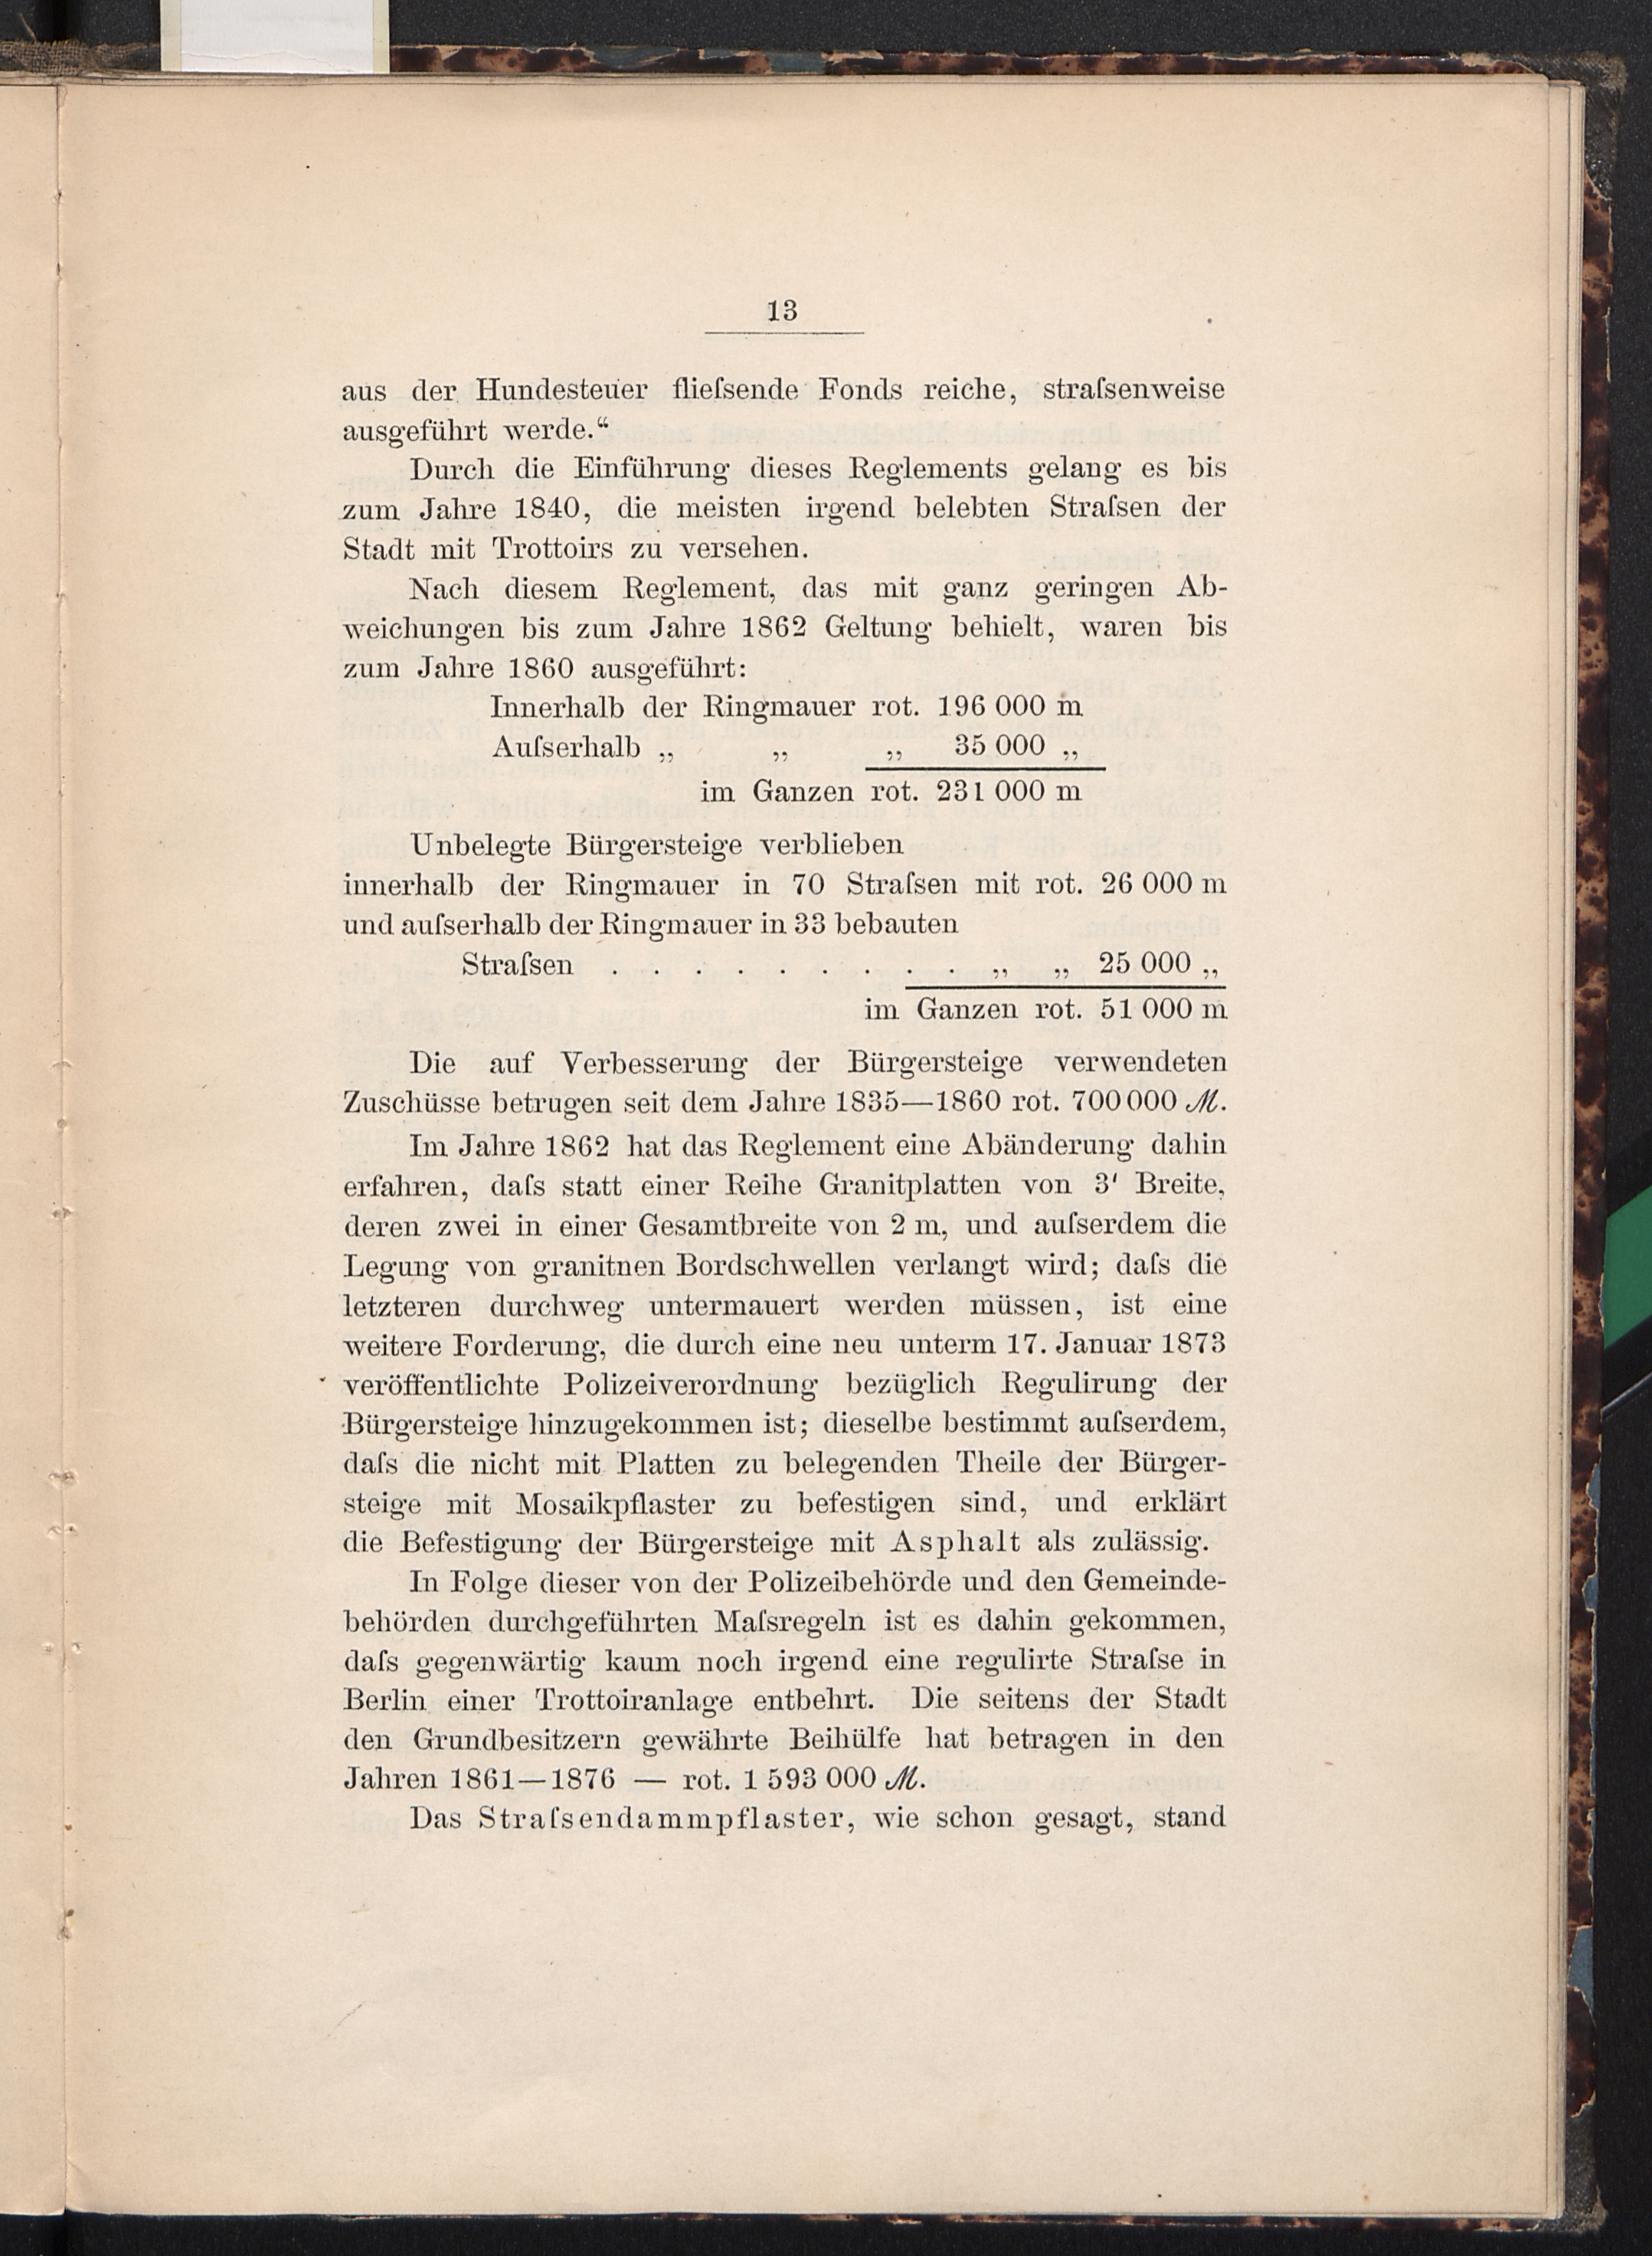 13
aus der Hundesteuer flieſsende Fonds reiche, straſsenweise
ausgeführt werde.“
Durch die Einführung dieses Reglements gelang es bis
zum Jahre 1840, die meisten irgend belebten Straſsen der
Stadt mit Trottoirs zu versehen.
Nach diesem Reglement, das mit ganz geringen Ab-
weichungen bis zum Jahre 1862 Geltung behielt, waren bis
zum Jahre 1860 ausgeführt:
Innerhalb der Ringmauer rot. 196 000 m
Auſserhalb „ „ „ 35 000 „
im Ganzen rot. 231 000 m
Unbelegte Bürgersteige verblieben
innerhalb der Ringmauer in 70 Straſsen mit rot. 26 000 m
und auſserhalb der Ringmauer in 33 bebauten
Straſsen . . . . . . . . . „ „ 25 000 „
im Ganzen rot. 51 000 m
Die auf Verbesserung der Bürgersteige verwendeten
Zuschüsse betrugen seit dem Jahre 1835—1860 rot. 700 000 ℳ.
Im Jahre 1862 hat das Reglement eine Abänderung dahin
erfahren, daſs statt einer Reihe Granitplatten von 3' Breite,
deren zwei in einer Gesamtbreite von 2 m, und auſserdem die
Legung von granitnen Bordschwellen verlangt wird; daſs die
letzteren durchweg untermauert werden müssen, ist eine
weitere Forderung, die durch eine neu unterm 17. Januar 1873
veröffentlichte Polizeiverordnung bezüglich Regulirung der
Bürgersteige hinzugekommen ist; dieselbe bestimmt auſserdem,
daſs die nicht mit Platten zu belegenden Theile der Bürger-
steige mit Mosaikpflaster zu befestigen sind, und erklärt
die Befestigung der Bürgersteige mit Asphalt als zulässig.
In Folge dieser von der Polizeibehörde und den Gemeinde-
behörden durchgeführten Maſsregeln ist es dahin gekommen,
daſs gegenwärtig kaum noch irgend eine regulirte Straſse in
Berlin einer Trottoiranlage entbehrt. Die seitens der Stadt
den Grundbesitzern gewährte Beihülfe hat betragen in den
Jahren 1861—1876 — rot. 1 593 000 ℳ.
Das Straſsendammpflaster, wie schon gesagt, stand